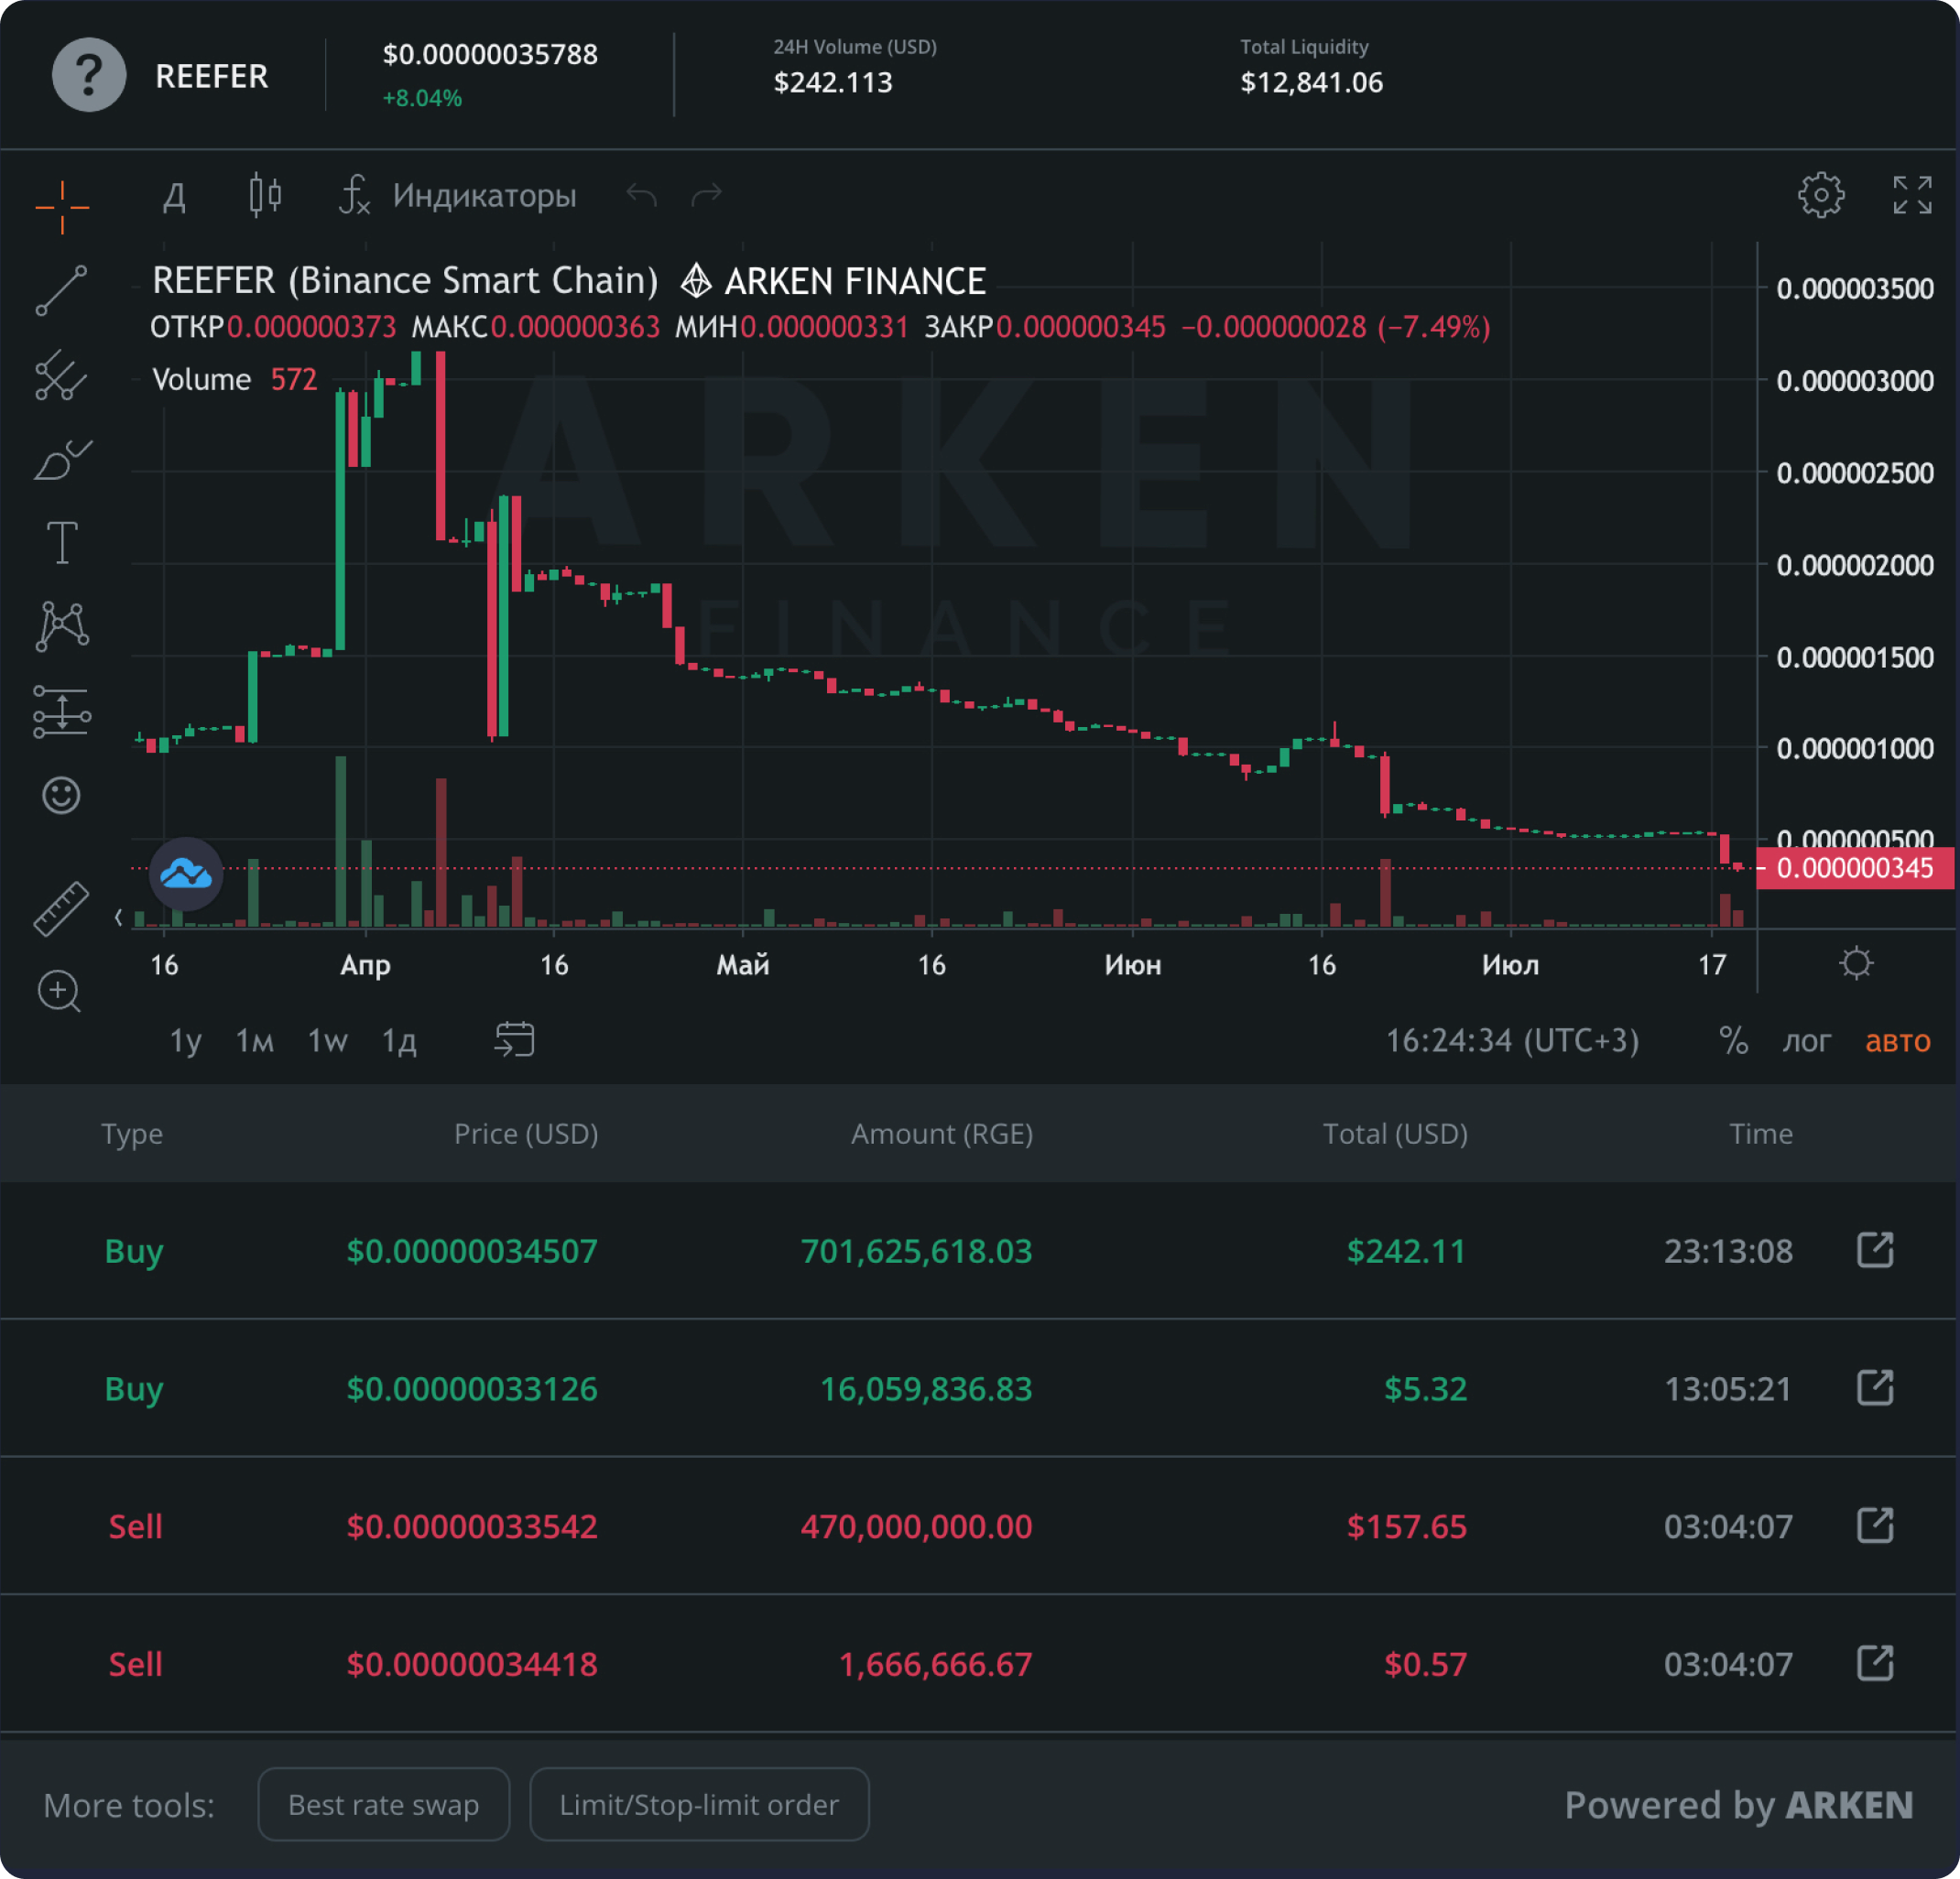 ?
REEFER
$0.00000035788
+8.04%
24H Volume (USD)
$242.113
Total Liquidity
$12,841.06
Д
Индикаторы
REEFER (Binance Smart Chain) ARKEN FINANCE
ОТКР0.000000373 МАКС0.000000363 МИН0.000000331 ЗАКР0.000000345 −0.000000028 (−7.49%)
Volume 572
ARKEN
FINANCE
0.000003500
0.000003000
0.000002500
0.000002000
0.000001500
0.000001000
0.000000500
0.000000345
16 Апр 16 Май 16 Июн 16 Июл 17
1y 1м 1w 1д
16:24:34 (UTC+3) % лог авто
Type Price (USD) Amount (RGE) Total (USD) Time
Buy $0.00000034507 701,625,618.03 $242.11 23:13:08
Buy $0.00000033126 16,059,836.83 $5.32 13:05:21
Sell $0.00000033542 470,000,000.00 $157.65 03:04:07
Sell $0.00000034418 1,666,666.67 $0.57 03:04:07
More tools: Best rate swap Limit/Stop-limit order Powered by ARKEN